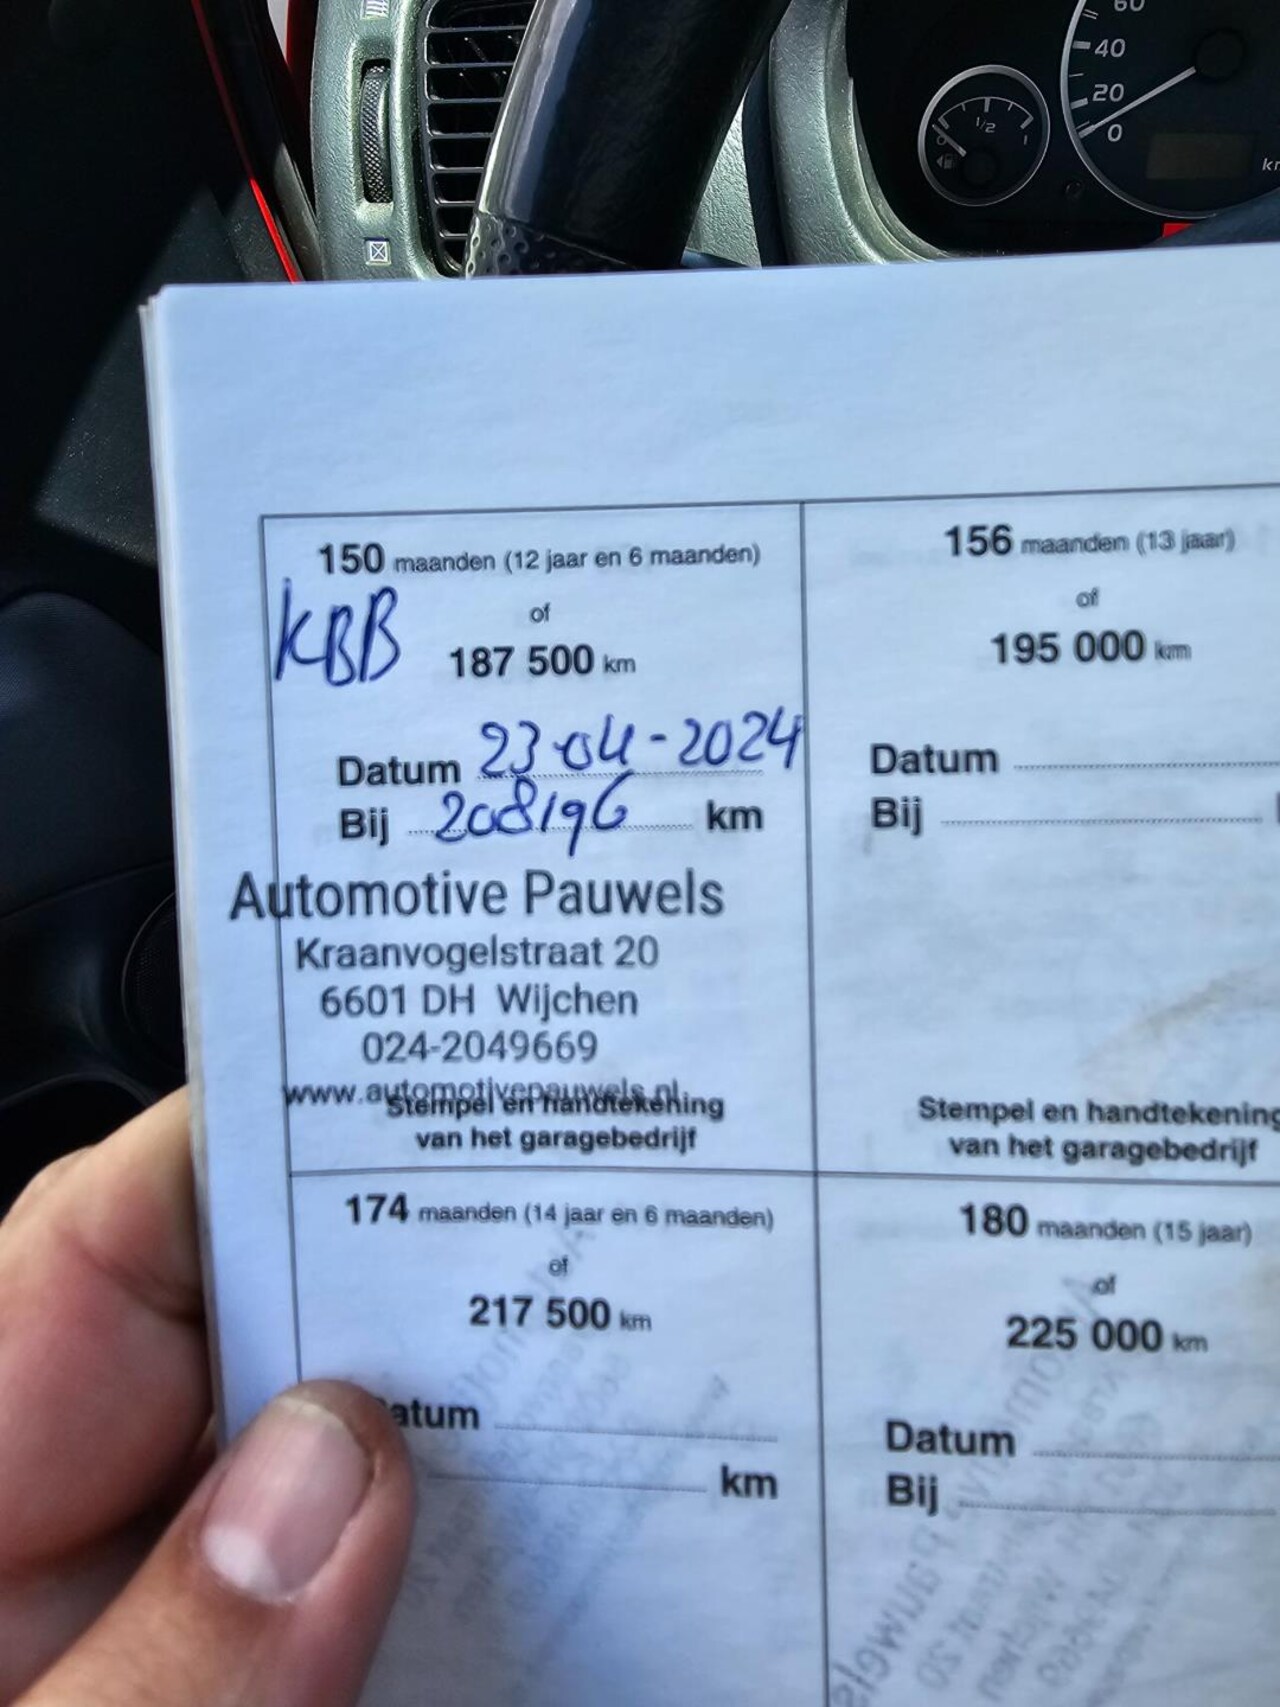 60
40
20
0
1/2
0
1
150 maanden (12 jaar en 6 maanden)
KBB
of
187 500 km
Datum 23-04-2024
Bij 208196 km
Automotive Pauwels
Kraanvogelstraat 20
6601 DH Wijchen
024-2049669
www.automotivepauwels.nl
Stempel en handtekening
van het garagebedrijf
156 maanden (13 jaar)
of
195 000 km
Datum
Bij
Stempel en handtekening
van het garagebedrijf
174 maanden (14 jaar en 6 maanden)
of
217 500 km
atum
km
180 maanden (15 jaar)
of
225 000 km
Datum
Bij